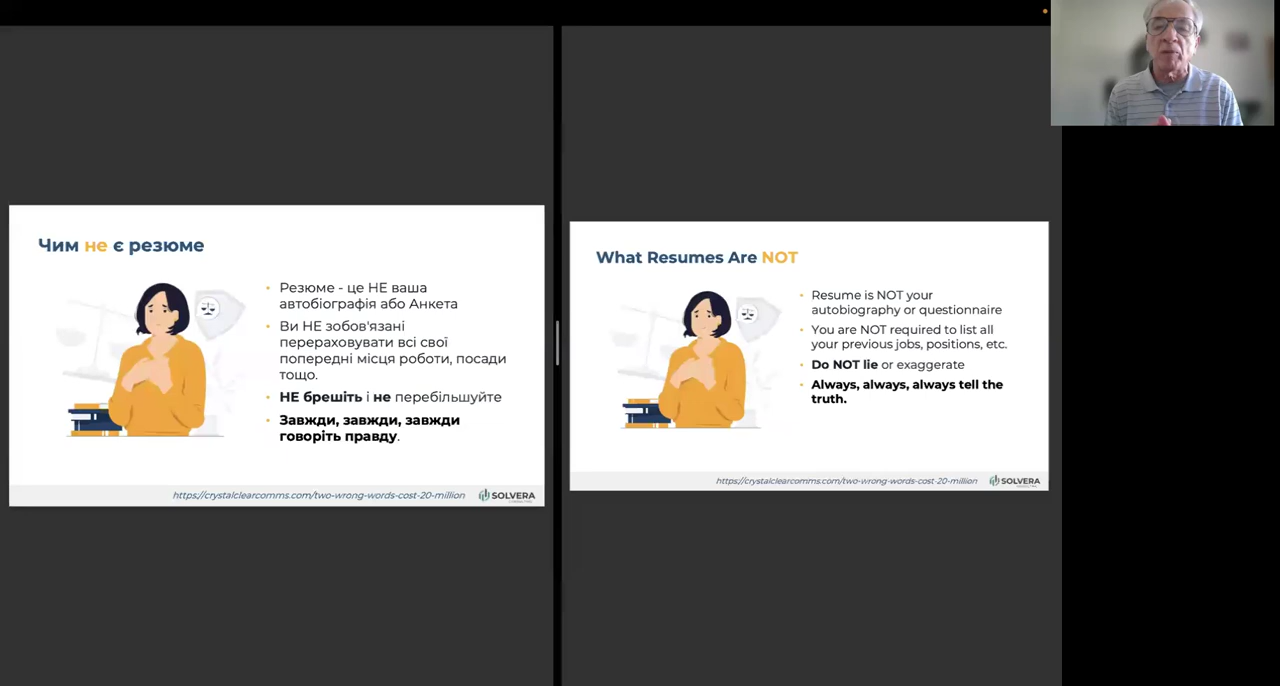 Чим не є резюме
• Резюме - це НЕ ваша
автобіографія або Анкета
• Ви НЕ зобов'язані
перераховувати всі свої
попередні місця роботи, посади
тощо.
• НЕ брешіть і не перебільшуйте
• Завжди, завжди, завжди
говоріть правду.
https://crystalclearcomms.com/two-wrong-words-cost-20-million
SOLVERA
What Resumes Are NOT
• Resume is NOT your
autobiography or questionnaire
• You are NOT required to list all
your previous jobs, positions, etc.
• Do NOT lie or exaggerate
• Always, always, always tell the
truth.
https://crystalclearcomms.com/two-wrong-words-cost-20-million
SOLVERA